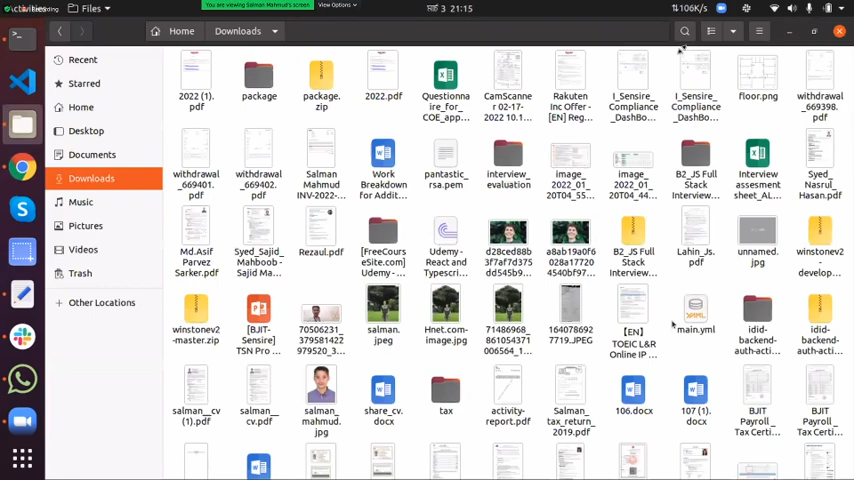 Activities
Files
You are viewing Salman Mahmud's screen
View Options
মার্চ 3 21:15
106K/s
Home
Downloads
Recent
Starred
Home
Desktop
Documents
Downloads
Music
Pictures
Videos
Trash
Other Locations
2022 (1).
pdf
package
package.
zip
2022.pdf
Questionna
ire_for_
COE_app…
CamScanne
r 02-17-
2022 10.1…
Rakuten
Inc Offer -
[EN] Reg…
I_Sensire_
Compliance
_DashBo…
I_Sensire_
Compliance
_DashBo…
floor.png
withdrawal
_669398.
pdf
withdrawal
_669401.
pdf
withdrawal
_669402.
pdf
Salman
Mahmud
INV-2022-…
Work
Breakdown
for Addit…
pantastic_
rsa.pem
interview_
evaluation
image_
2022_01_
20T04_55…
image_
2022_01_
20T04_44…
B2_JS Full
Stack
Interview…
Interview
assesment
sheet_AL…
Syed_
Nasrul_
Hasan.pdf
Md.Asif
Parvez
Sarker.pdf
Syed_Sajid_
Mahboob
- Sajid Ma…
Rezaul.pdf
[FreeCours
eSite.com]
Udemy -…
Udemy -
React and
Typescri…
d28ced88b
3f7af7d375
dd545b9…
a8ab19a0f6
028a17720
4540bf97…
B2_JS Full
Stack
Interview…
Lahin_Js.
pdf
unnamed.
jpg
winstonev2
-
develop…
winstonev2
-master.zip
[BJIT-
Sensire]
TSN Pro …
70506231_
379581422
979520_3…
salman.
jpeg
Hnet.com-
image.jpg
71486968_
861054371
006564_1…
164078692
7719..JPEG
【EN】
TOEIC L&R
Online IP …
main.yml
idid-
backend-
auth-acti…
idid-
backend-
auth-acti…
salman__cv
(1).pdf
salman__
cv.pdf
salman_
mahmud.
jpg
share_cv.
docx
tax
activity-
report.pdf
Salman_
tax_return_
2019.pdf
106.docx
107 (1).
docx
BJIT
Payroll_
Tax Certi…
BJIT
Payroll_
Tax Certi…